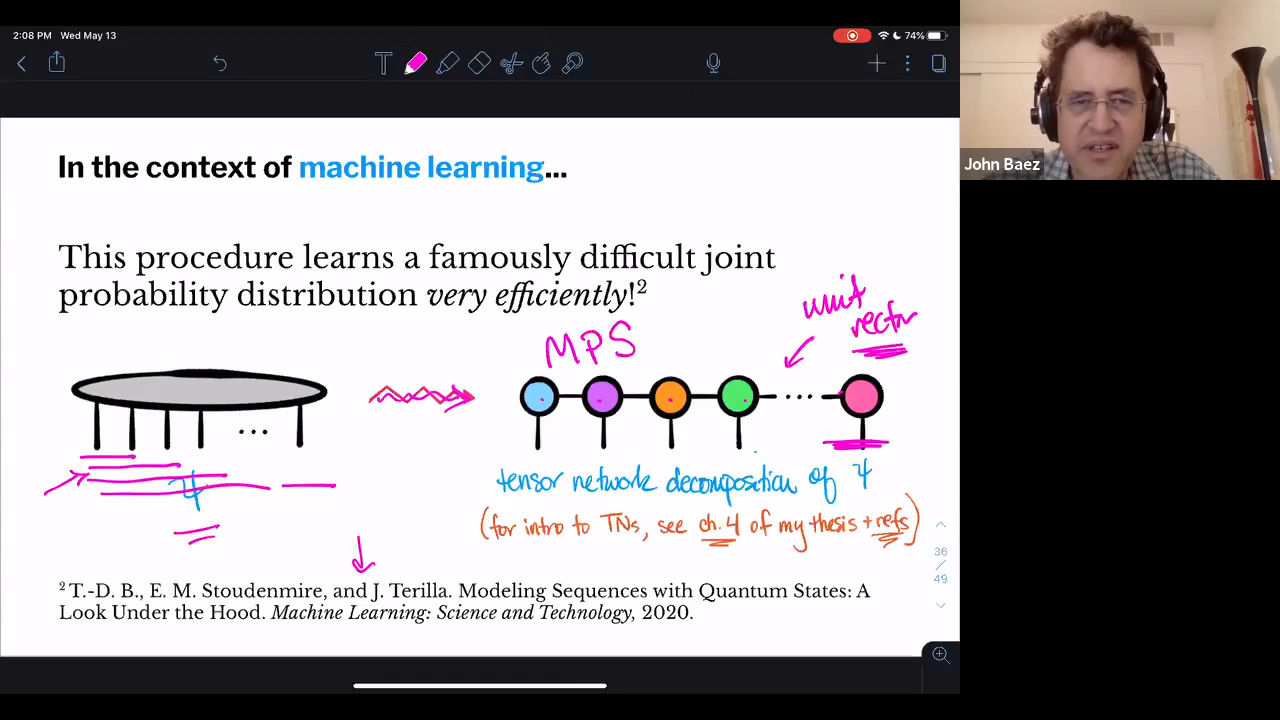 2:08 PM Wed May 13
74%
T
John Baez
In the context of machine learning...
This procedure learns a famously difficult joint
probability distribution very efficiently!²
unit
vector
MPS
...
...
ψ
tensor network decomposition of ψ
(for intro to TNs, see ch. 4 of my thesis + refs)
36
/
49
² T.-D. B., E. M. Stoudenmire, and J. Terilla. Modeling Sequences with Quantum States: A
Look Under the Hood. Machine Learning: Science and Technology, 2020.